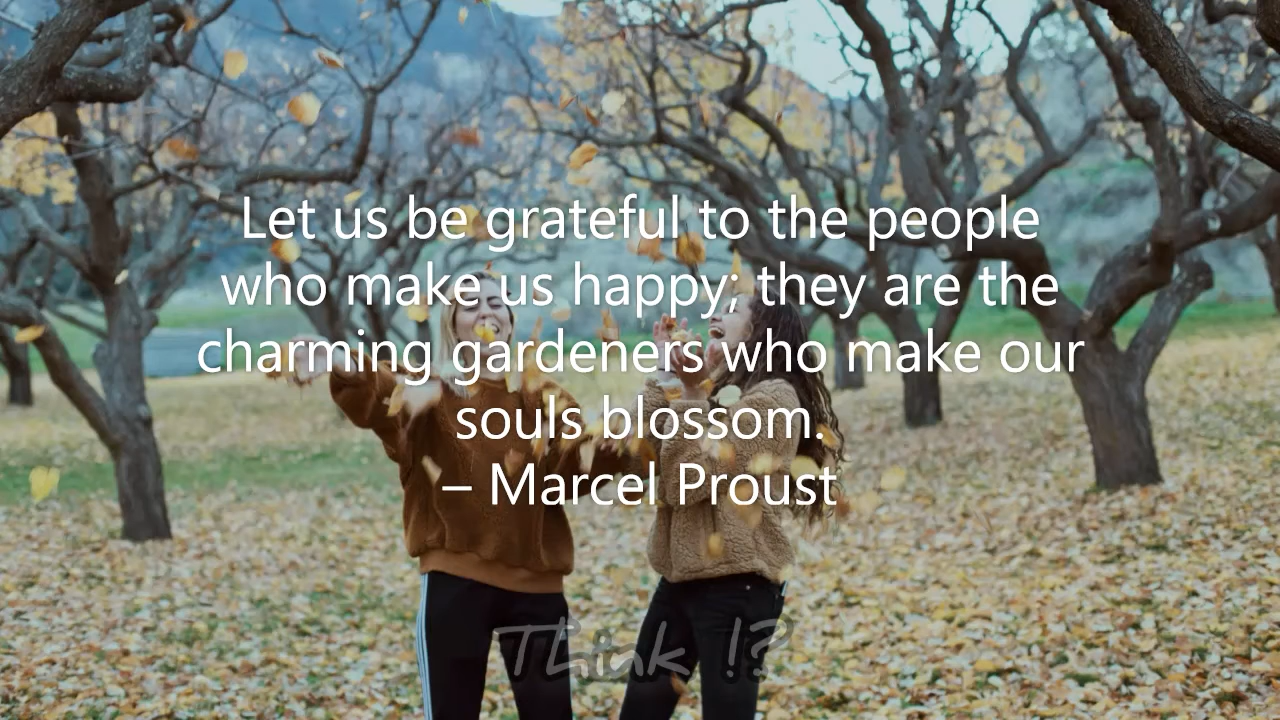 Let us be grateful to the people
who make us happy; they are the
charming gardeners who make our
souls blossom.
– Marcel Proust
Think !?